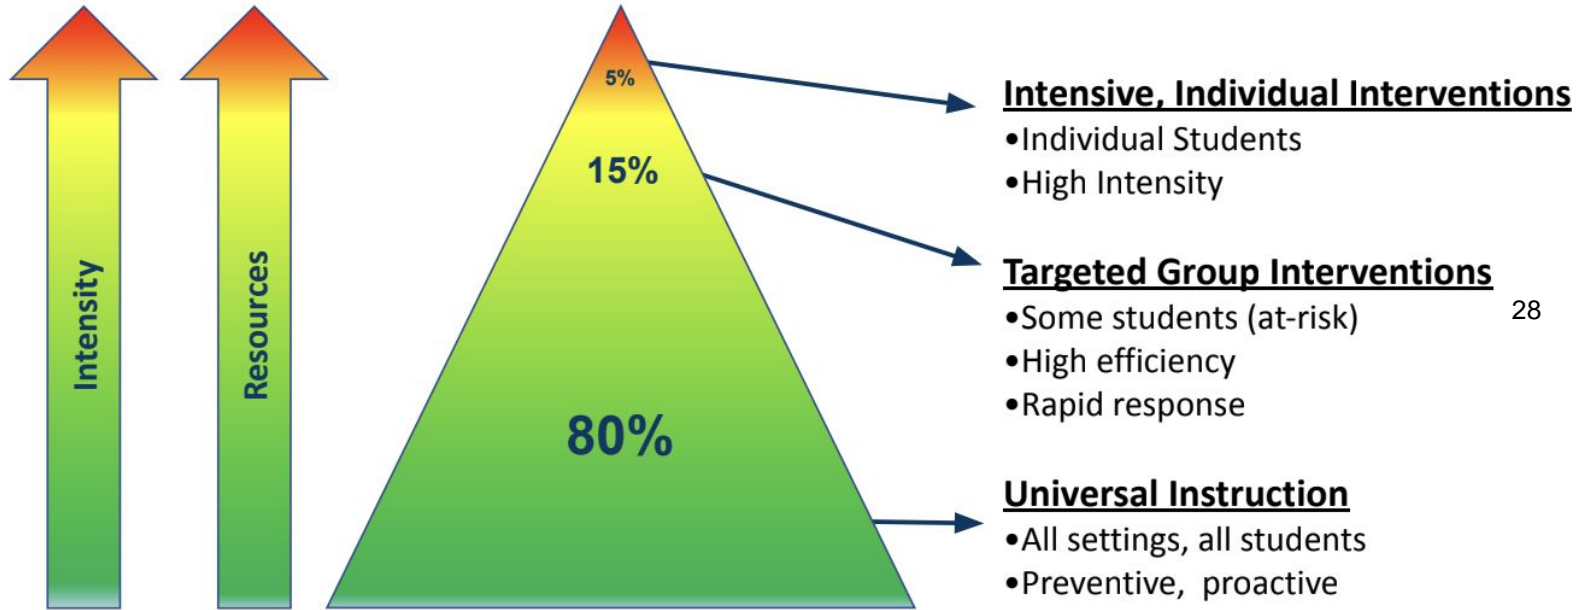 Intensity
Resources
5%
15%
80%
Intensive, Individual Interventions
•Individual Students
•High Intensity
Targeted Group Interventions
•Some students (at-risk)
28
•High efficiency
•Rapid response
Universal Instruction
•All settings, all students
•Preventive, proactive